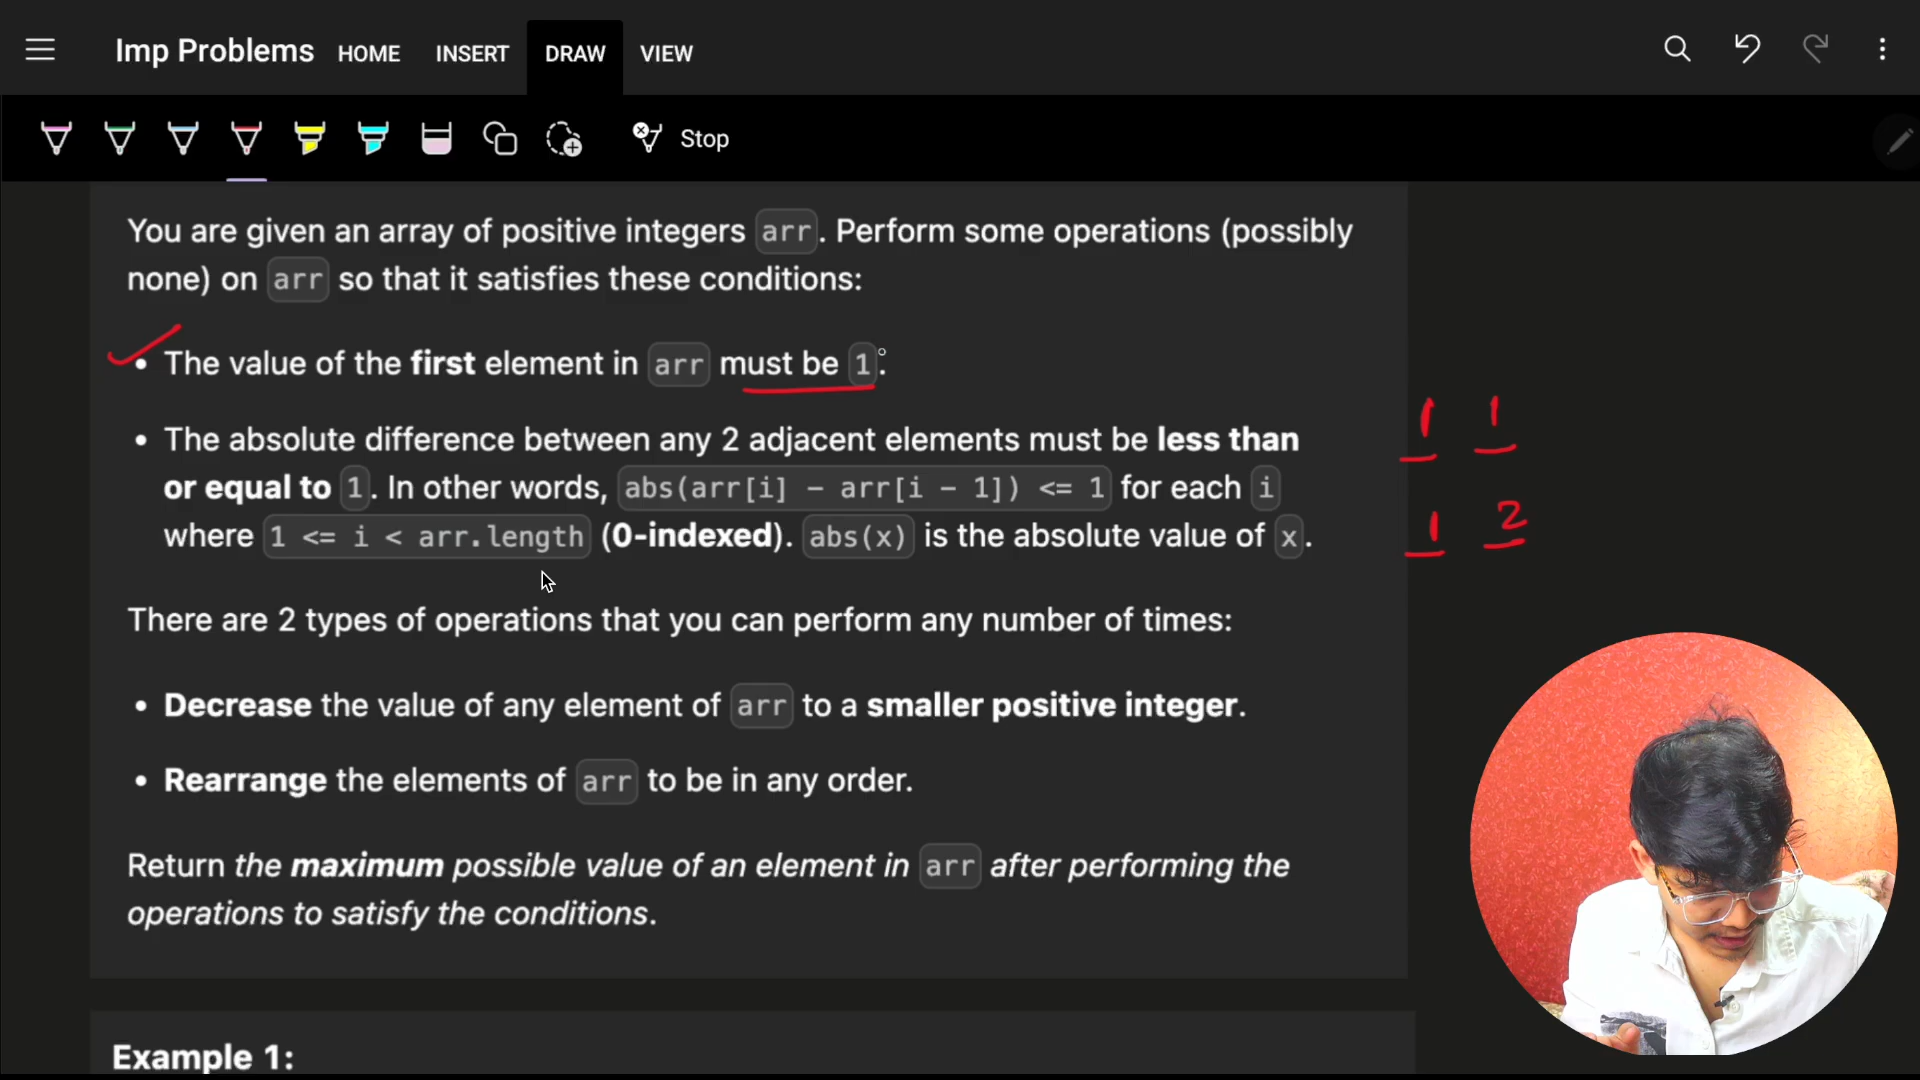 Imp Problems HOME INSERT DRAW VIEW
Stop
You are given an array of positive integers arr. Perform some operations (possibly
none) on arr so that it satisfies these conditions:
• The value of the first element in arr must be 1.
• The absolute difference between any 2 adjacent elements must be less than
or equal to 1. In other words, abs(arr[i] - arr[i - 1]) <= 1 for each i
where 1 <= i < arr.length (0-indexed). abs(x) is the absolute value of x.
1 1
1 2
There are 2 types of operations that you can perform any number of times:
• Decrease the value of any element of arr to a smaller positive integer.
• Rearrange the elements of arr to be in any order.
Return the maximum possible value of an element in arr after performing the
operations to satisfy the conditions.
Example 1: